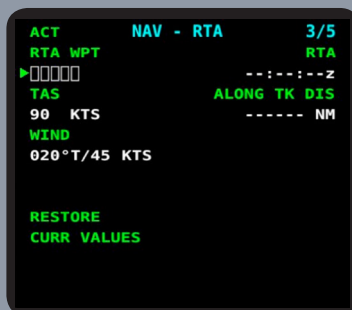 ACT NAV - RTA 3/5
RTA WPT RTA
▯▯▯▯▯ --:--:--z
TAS ALONG TK DIS
90 KTS ------ NM
WIND
020°T/45 KTS
RESTORE
CURR VALUES